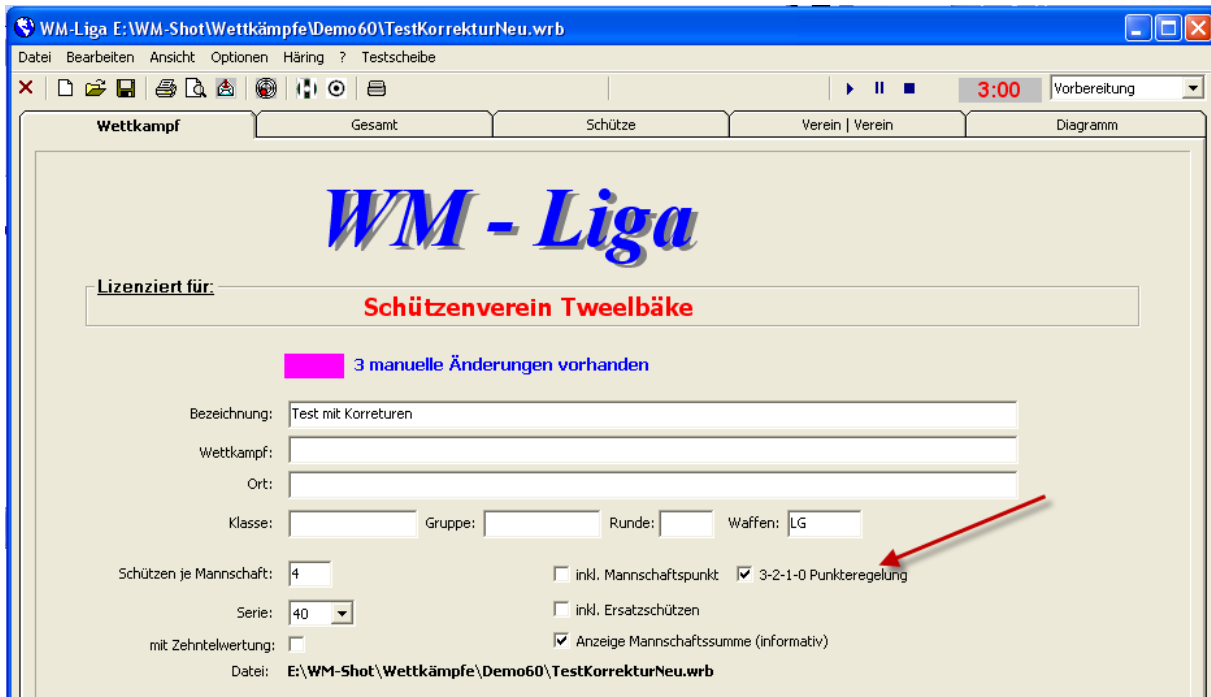 WM-Liga E:\WM-Shot\Wettkämpfe\Demo60\TestKorrekturNeu.wrb
Datei Bearbeiten Ansicht Optionen Häring ? Testscheibe
3:00 Vorbereitung
Wettkampf Gesamt Schütze Verein | Verein Diagramm
WM - Liga
Lizenziert für:
Schützenverein Tweelbäke
3 manuelle Änderungen vorhanden
Bezeichnung: Test mit Korreturen
Wettkampf:
Ort:
Klasse: Gruppe: Runde: Waffen: LG
Schützen je Mannschaft: 4 inkl. Mannschaftspunkt 3-2-1-0 Punkteregelung
Serie: 40 inkl. Ersatzschützen
mit Zehntelwertung: Anzeige Mannschaftssumme (informativ)
Datei: E:\WM-Shot\Wettkämpfe\Demo60\TestKorrekturNeu.wrb